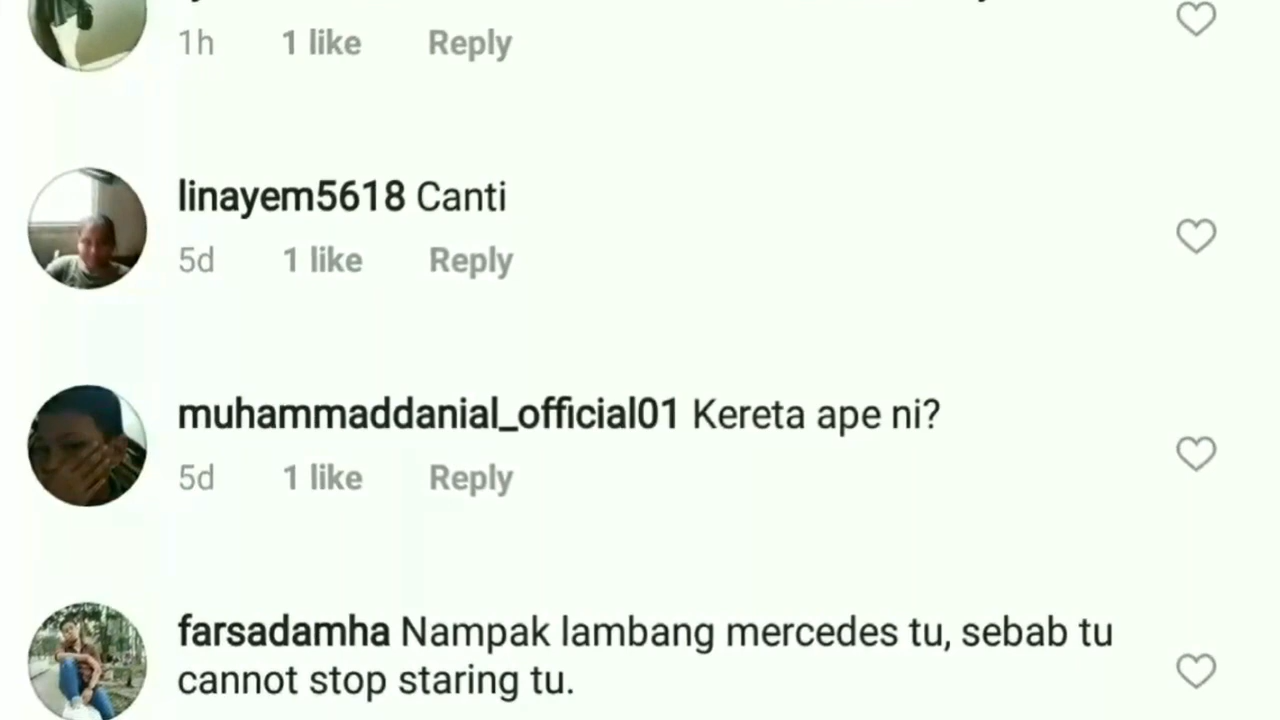 1h 1 like Reply
linayem5618 Canti
5d 1 like Reply
muhammaddanial_official01 Kereta ape ni?
5d 1 like Reply
farsadamha Nampak lambang mercedes tu, sebab tu
cannot stop staring tu.